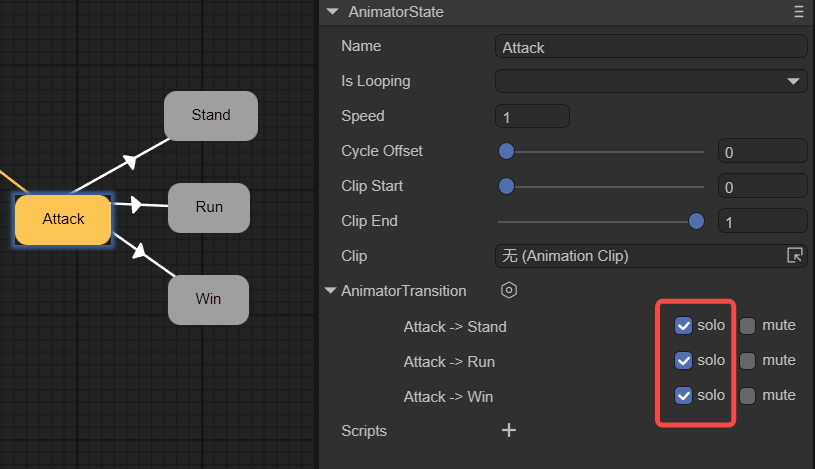 Stand
Run
Attack
Win
AnimatorState
Name Attack
Is Looping
Speed 1
Cycle Offset 0
Clip Start 0
Clip End 1
Clip 无 (Animation Clip)
AnimatorTransition
Attack -> Stand solo mute
Attack -> Run solo mute
Attack -> Win solo mute
Scripts